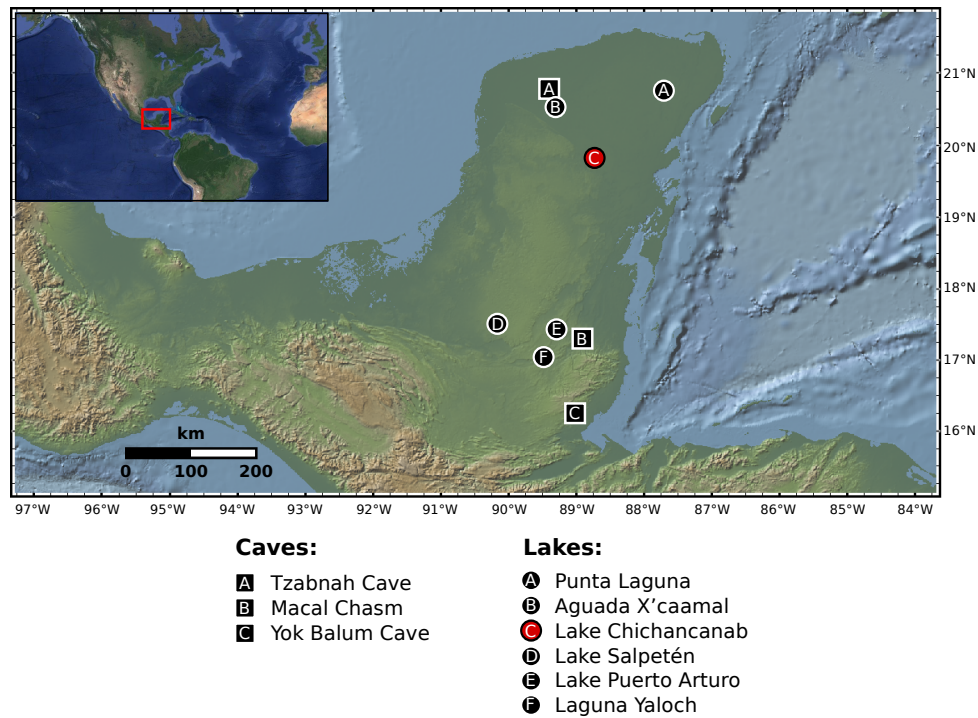 A
B
A
C
D
E
B
F
C
km
0 100 200
21°N
20°N
19°N
18°N
17°N
16°N
97°W 96°W 95°W 94°W 93°W 92°W 91°W 90°W 89°W 88°W 87°W 86°W 85°W 84°W
Caves:
A Tzabnah Cave
B Macal Chasm
C Yok Balum Cave
Lakes:
A Punta Laguna
B Aguada X'caamal
C Lake Chichancanab
D Lake Salpetén
E Lake Puerto Arturo
F Laguna Yaloch